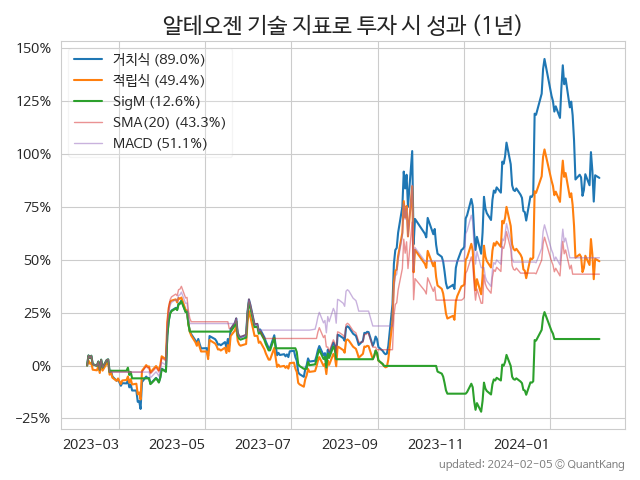 알테오젠 기술 지표로 투자 시 성과 (1년)
150%
125%
100%
75%
50%
25%
0%
−25%
거치식 (89.0%)
적립식 (49.4%)
SigM (12.6%)
SMA(20) (43.3%)
MACD (51.1%)
2023-03 2023-05 2023-07 2023-09 2023-11 2024-01
updated: 2024-02-05 © QuantKang